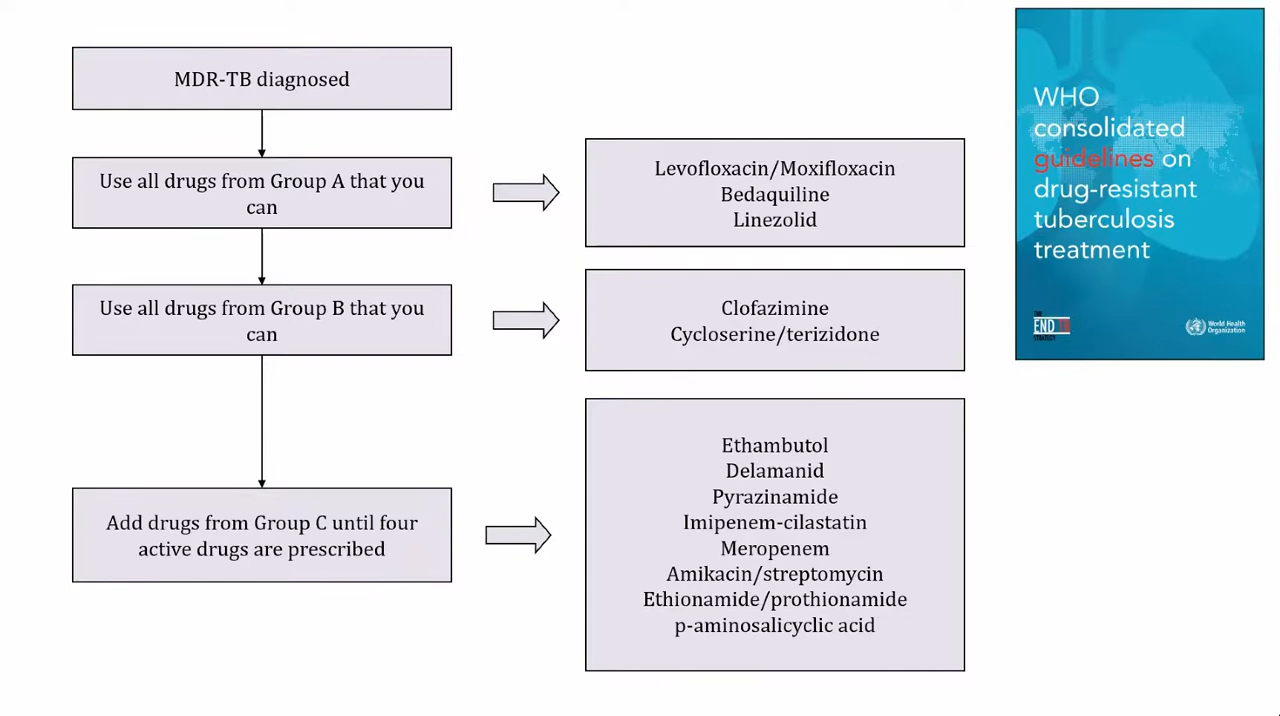 MDR-TB diagnosed
Use all drugs from Group A that you
can
Levofloxacin/Moxifloxacin
Bedaquiline
Linezolid
Use all drugs from Group B that you
can
Clofazimine
Cycloserine/terizidone
Add drugs from Group C until four
active drugs are prescribed
Ethambutol
Delamanid
Pyrazinamide
Imipenem-cilastatin
Meropenem
Amikacin/streptomycin
Ethionamide/prothionamide
p-aminosalicyclic acid
WHO
consolidated
guidelines on
drug-resistant
tuberculosis
treatment
THE
END TB
STRATEGY
World Health
Organization